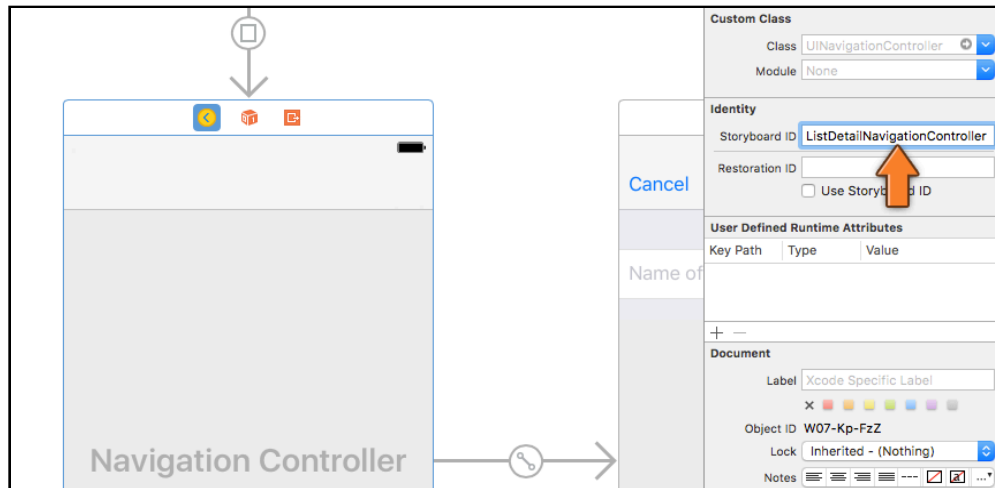 Custom Class
Class UINavigationController
Module None
Identity
Storyboard ID ListDetailNavigationController
Restoration ID
Use Storyb d ID
User Defined Runtime Attributes
Key Path Type Value
+ −
Document
Label Xcode Specific Label
Object ID W07-Kp-FzZ
Lock Inherited - (Nothing)
Notes
Cancel
Name of
Navigation Controller